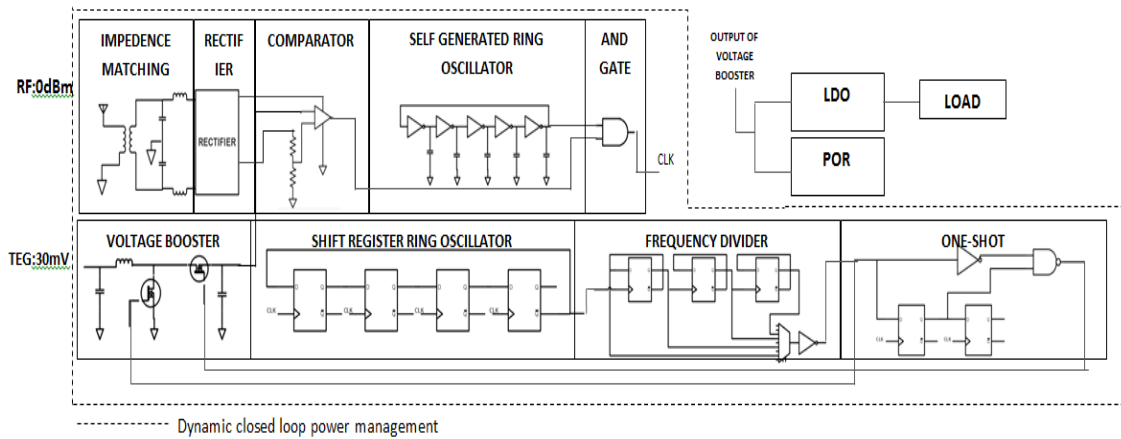 IMPEDENCE
MATCHING
RECTIF
IER
COMPARATOR
SELF GENERATED RING
OSCILLATOR
AND
GATE
RF:0dBm
RECTIFIER
CLK
OUTPUT OF
VOLTAGE
BOOSTER
LDO
LOAD
POR
TEG:30mV
VOLTAGE BOOSTER
SHIFT REGISTER RING OSCILLATOR
FREQUENCY DIVIDER
ONE-SHOT
CLK
CLK
CLK
CLK
CLK
CLK
Dynamic closed loop power management